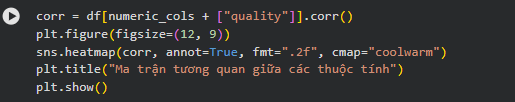 corr = df[numeric_cols + ["quality"]].corr()
plt.figure(figsize=(12, 9))
sns.heatmap(corr, annot=True, fmt=".2f", cmap="coolwarm")
plt.title("Ma trận tương quan giữa các thuộc tính")
plt.show()